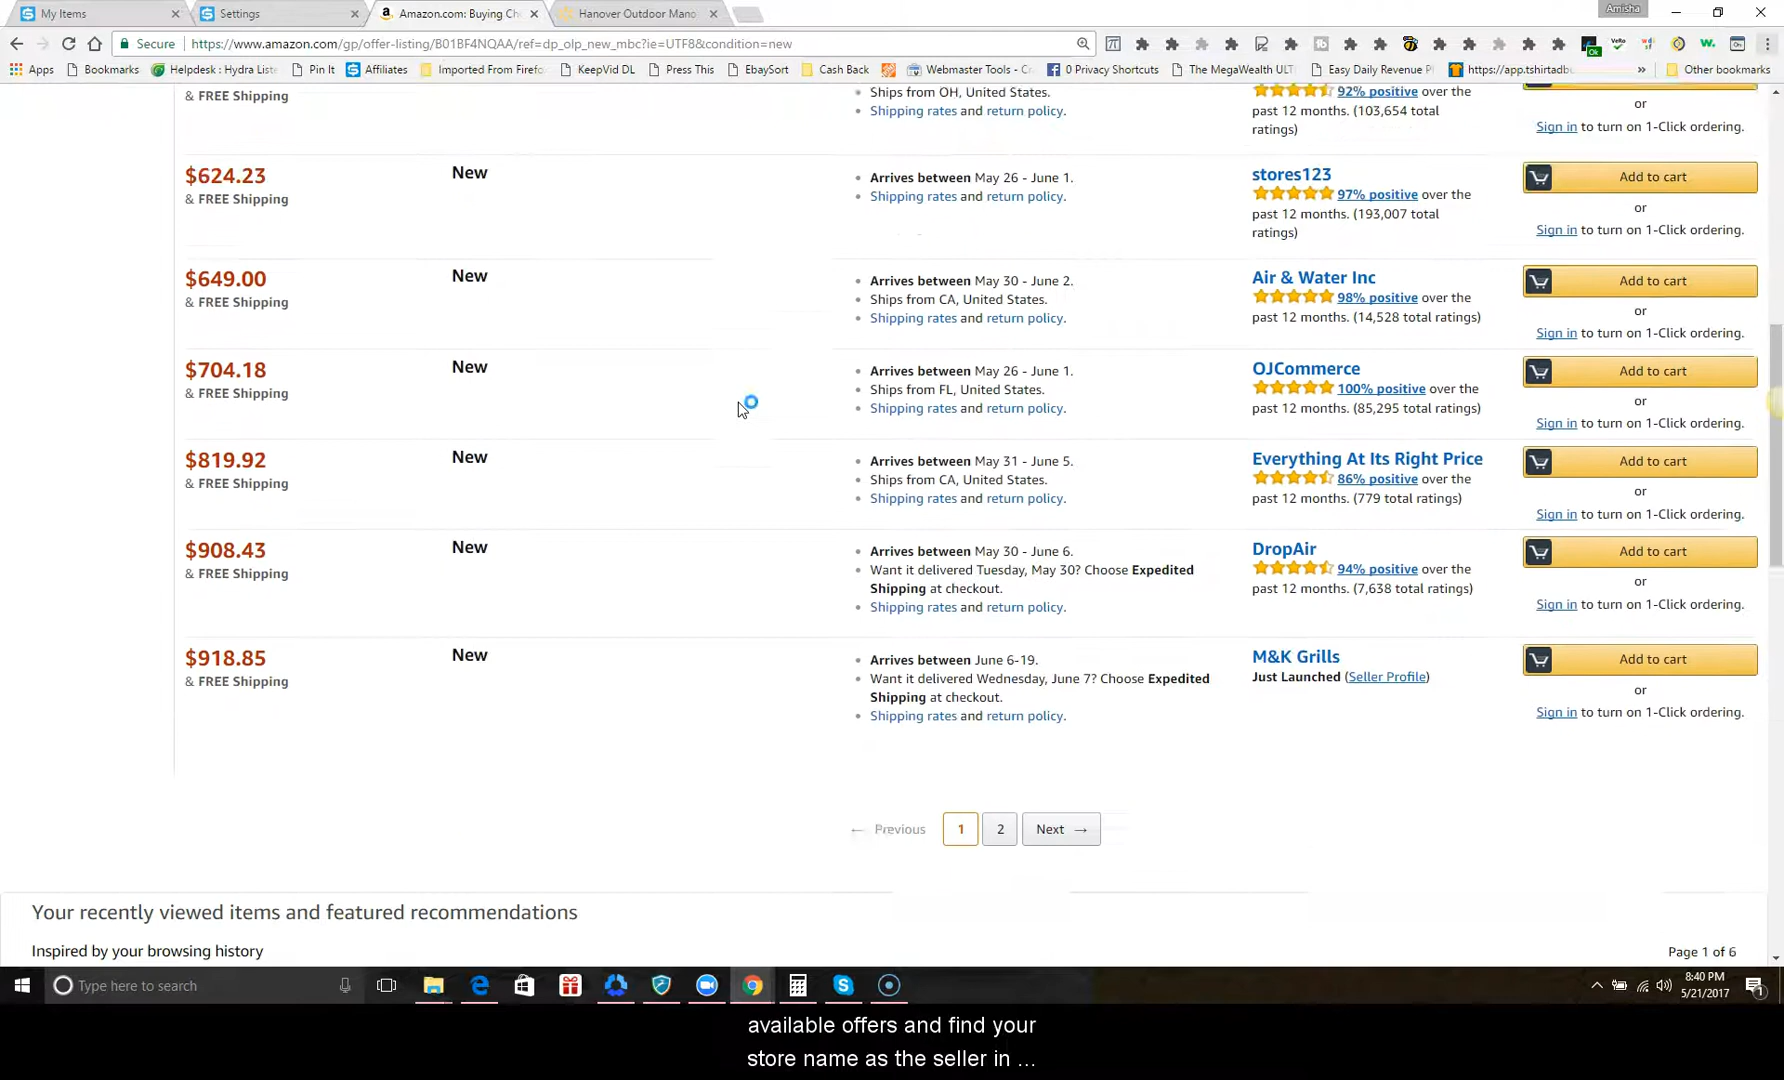 My Items
Settings
Amazon.com: Buying Ch
Hanover Outdoor Mano
Amisha
Secure
https://www.amazon.com/gp/offer-listing/B01BF4NQAA/ref=dp_olp_new_mbc?ie=UTF8&condition=new
Apps
Bookmarks
Helpdesk : Hydra Liste
Pin It
Affiliates
Imported From Firefo
KeepVid DL
Press This
EbaySort
Cash Back
Webmaster Tools - Cr
0 Privacy Shortcuts
The MegaWealth ULT
Easy Daily Revenue P
https://app.tshirtadbu
»
Other bookmarks
& FREE Shipping
Ships from OH, United States.
Shipping rates and return policy.
92% positive over the
past 12 months. (103,654 total
ratings)
or
Sign in to turn on 1-Click ordering.
$624.23
& FREE Shipping
New
Arrives between May 26 - June 1.
Shipping rates and return policy.
stores123
97% positive over the
past 12 months. (193,007 total
ratings)
Add to cart
or
Sign in to turn on 1-Click ordering.
$649.00
& FREE Shipping
New
Arrives between May 30 - June 2.
Ships from CA, United States.
Shipping rates and return policy.
Air & Water Inc
98% positive over the
past 12 months. (14,528 total ratings)
Add to cart
or
Sign in to turn on 1-Click ordering.
$704.18
& FREE Shipping
New
Arrives between May 26 - June 1.
Ships from FL, United States.
Shipping rates and return policy.
OJCommerce
100% positive over the
past 12 months. (85,295 total ratings)
Add to cart
or
Sign in to turn on 1-Click ordering.
$819.92
& FREE Shipping
New
Arrives between May 31 - June 5.
Ships from CA, United States.
Shipping rates and return policy.
Everything At Its Right Price
86% positive over the
past 12 months. (779 total ratings)
Add to cart
or
Sign in to turn on 1-Click ordering.
$908.43
& FREE Shipping
New
Arrives between May 30 - June 6.
Want it delivered Tuesday, May 30? Choose Expedited
Shipping at checkout.
Shipping rates and return policy.
DropAir
94% positive over the
past 12 months. (7,638 total ratings)
Add to cart
or
Sign in to turn on 1-Click ordering.
$918.85
& FREE Shipping
New
Arrives between June 6-19.
Want it delivered Wednesday, June 7? Choose Expedited
Shipping at checkout.
Shipping rates and return policy.
M&K Grills
Just Launched (Seller Profile)
Add to cart
or
Sign in to turn on 1-Click ordering.
← Previous
1
2
Next →
Your recently viewed items and featured recommendations
Inspired by your browsing history
Page 1 of 6
Type here to search
8:40 PM
5/21/2017
available offers and find your
store name as the seller in ...